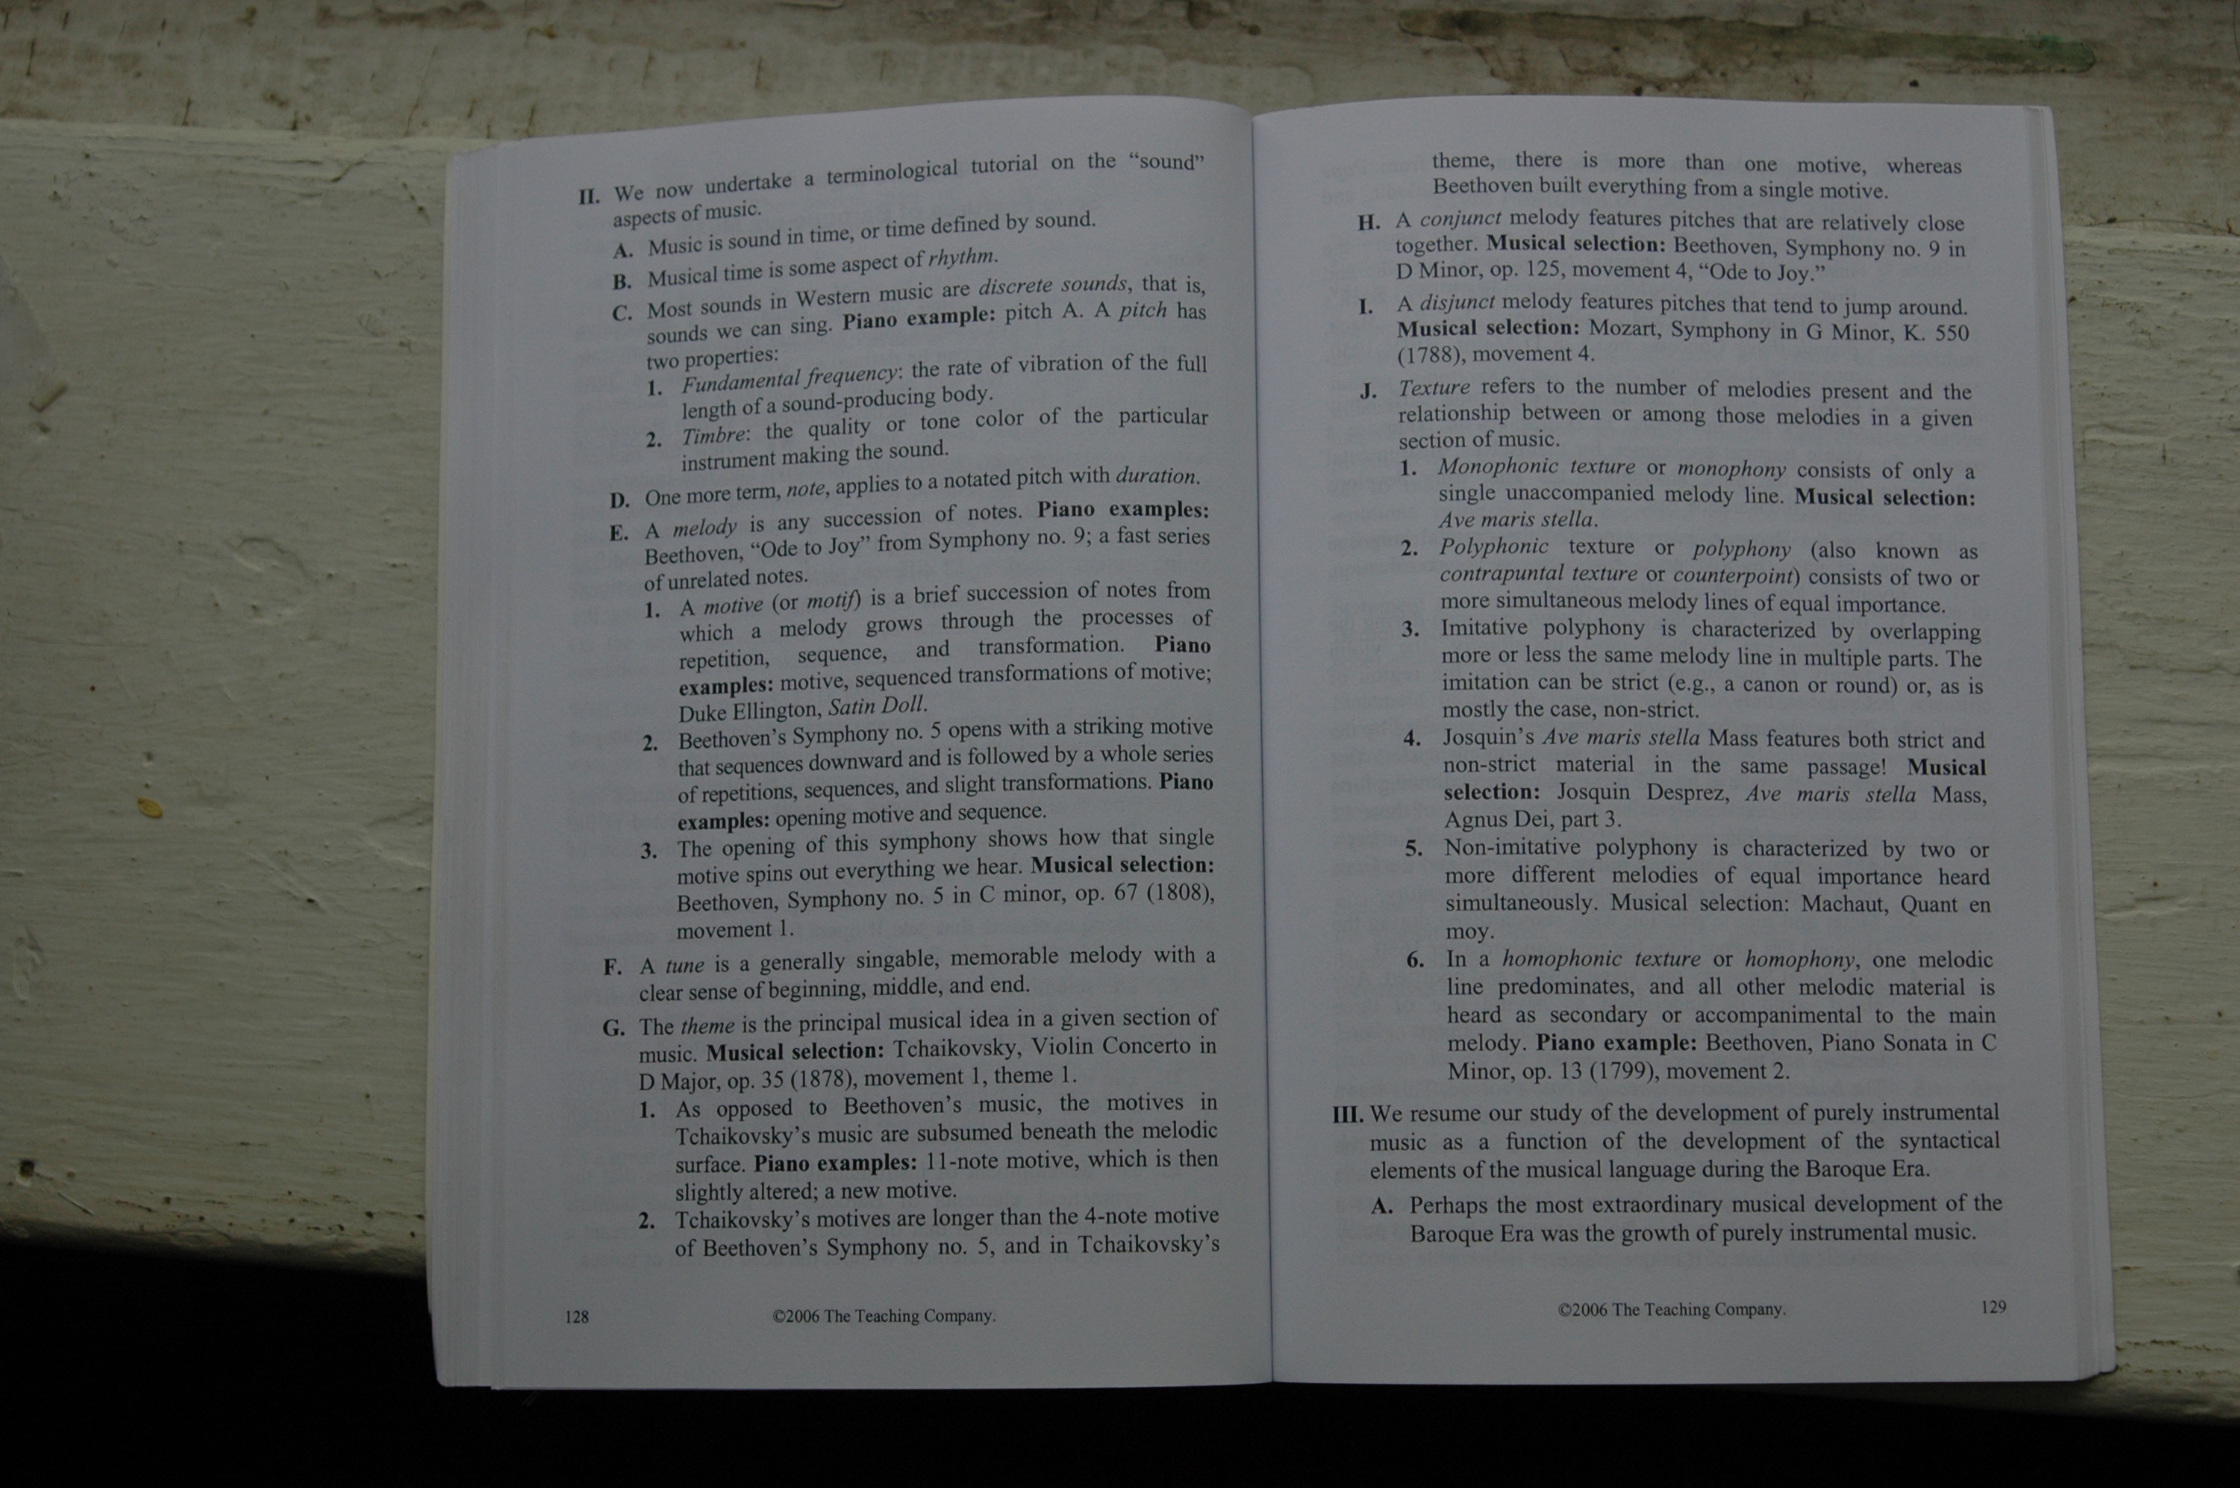 II. We now undertake a terminological tutorial on the “sound”
aspects of music.
A. Music is sound in time, or time defined by sound.
B. Musical time is some aspect of rhythm.
C. Most sounds in Western music are discrete sounds, that is,
sounds we can sing. Piano example: pitch A. A pitch has
two properties:
1. Fundamental frequency: the rate of vibration of the full
length of a sound-producing body.
2. Timbre: the quality or tone color of the particular
instrument making the sound.
D. One more term, note, applies to a notated pitch with duration.
E. A melody is any succession of notes. Piano examples:
Beethoven, “Ode to Joy” from Symphony no. 9; a fast series
of unrelated notes.
1. A motive (or motif) is a brief succession of notes from
which a melody grows through the processes of
repetition, sequence, and transformation. Piano
examples: motive, sequenced transformations of motive;
Duke Ellington, Satin Doll.
2. Beethoven’s Symphony no. 5 opens with a striking motive
that sequences downward and is followed by a whole series
of repetitions, sequences, and slight transformations. Piano
examples: opening motive and sequence.
3. The opening of this symphony shows how that single
motive spins out everything we hear. Musical selection:
Beethoven, Symphony no. 5 in C minor, op. 67 (1808),
movement 1.
F. A tune is a generally singable, memorable melody with a
clear sense of beginning, middle, and end.
G. The theme is the principal musical idea in a given section of
music. Musical selection: Tchaikovsky, Violin Concerto in
D Major, op. 35 (1878), movement 1, theme 1.
1. As opposed to Beethoven’s music, the motives in
Tchaikovsky’s music are subsumed beneath the melodic
surface. Piano examples: 11-note motive, which is then
slightly altered; a new motive.
2. Tchaikovsky’s motives are longer than the 4-note motive
of Beethoven’s Symphony no. 5, and in Tchaikovsky’s
128 ©2006 The Teaching Company.
theme, there is more than one motive, whereas
Beethoven built everything from a single motive.
H. A conjunct melody features pitches that are relatively close
together. Musical selection: Beethoven, Symphony no. 9 in
D Minor, op. 125, movement 4, “Ode to Joy.”
I. A disjunct melody features pitches that tend to jump around.
Musical selection: Mozart, Symphony in G Minor, K. 550
(1788), movement 4.
J. Texture refers to the number of melodies present and the
relationship between or among those melodies in a given
section of music.
1. Monophonic texture or monophony consists of only a
single unaccompanied melody line. Musical selection:
Ave maris stella.
2. Polyphonic texture or polyphony (also known as
contrapuntal texture or counterpoint) consists of two or
more simultaneous melody lines of equal importance.
3. Imitative polyphony is characterized by overlapping
more or less the same melody line in multiple parts. The
imitation can be strict (e.g., a canon or round) or, as is
mostly the case, non-strict.
4. Josquin’s Ave maris stella Mass features both strict and
non-strict material in the same passage! Musical
selection: Josquin Desprez, Ave maris stella Mass,
Agnus Dei, part 3.
5. Non-imitative polyphony is characterized by two or
more different melodies of equal importance heard
simultaneously. Musical selection: Machaut, Quant en
moy.
6. In a homophonic texture or homophony, one melodic
line predominates, and all other melodic material is
heard as secondary or accompanimental to the main
melody. Piano example: Beethoven, Piano Sonata in C
Minor, op. 13 (1799), movement 2.
III. We resume our study of the development of purely instrumental
music as a function of the development of the syntactical
elements of the musical language during the Baroque Era.
A. Perhaps the most extraordinary musical development of the
Baroque Era was the growth of purely instrumental music.
©2006 The Teaching Company. 129